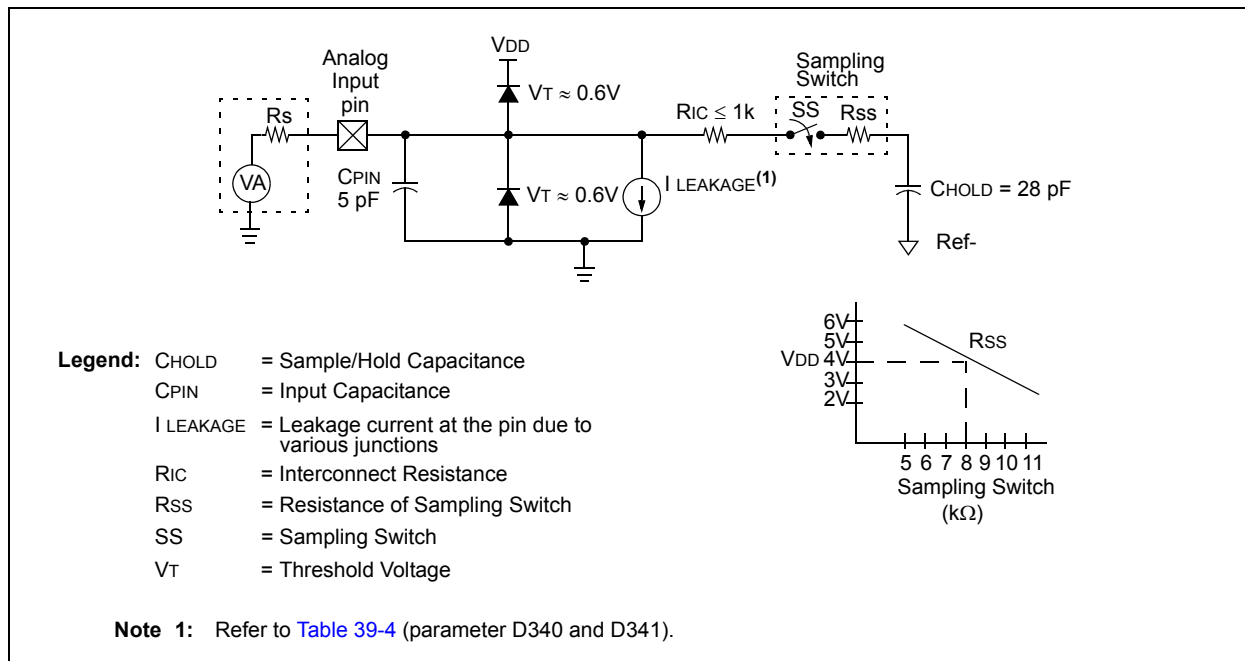 VDD
Analog
Input
pin
Sampling
Switch
VT ≈ 0.6V
Rs
RIC ≤ 1k
SS
Rss
VA
CPIN
5 pF
VT ≈ 0.6V
I LEAKAGE(1)
CHOLD = 28 pF
Ref-
6V
5V
VDD 4V
3V
2V
RSS
5 6 7 8 9 10 11
Sampling Switch
(kΩ)
Legend: CHOLD = Sample/Hold Capacitance
CPIN = Input Capacitance
I LEAKAGE = Leakage current at the pin due to
various junctions
RIC = Interconnect Resistance
RSS = Resistance of Sampling Switch
SS = Sampling Switch
VT = Threshold Voltage
Note 1: Refer to Table 39-4 (parameter D340 and D341).